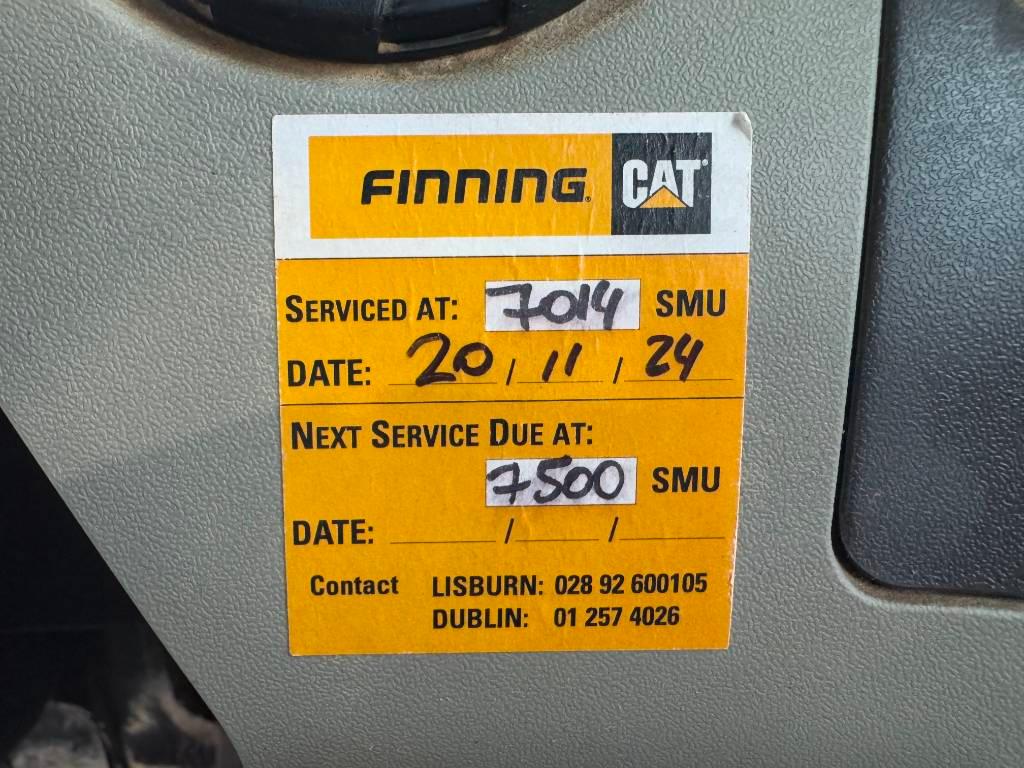 FINNING® CAT®
SERVICED AT: 7014 SMU
DATE: 20 / 11 / 24
NEXT SERVICE DUE AT:
7500 SMU
DATE: / /
Contact LISBURN: 028 92 600105
DUBLIN: 01 257 4026